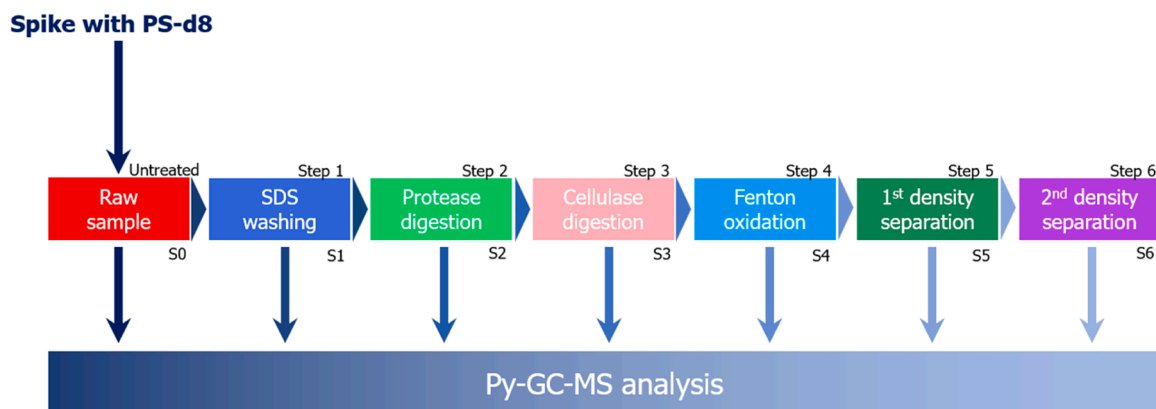 Spike with PS-d8
Untreated
Step 1
Step 2
Step 3
Step 4
Step 5
Step 6
Raw
sample
SDS
washing
Protease
digestion
Cellulase
digestion
Fenton
oxidation
1st density
separation
2nd density
separation
S0
S1
S2
S3
S4
S5
S6
Py-GC-MS analysis